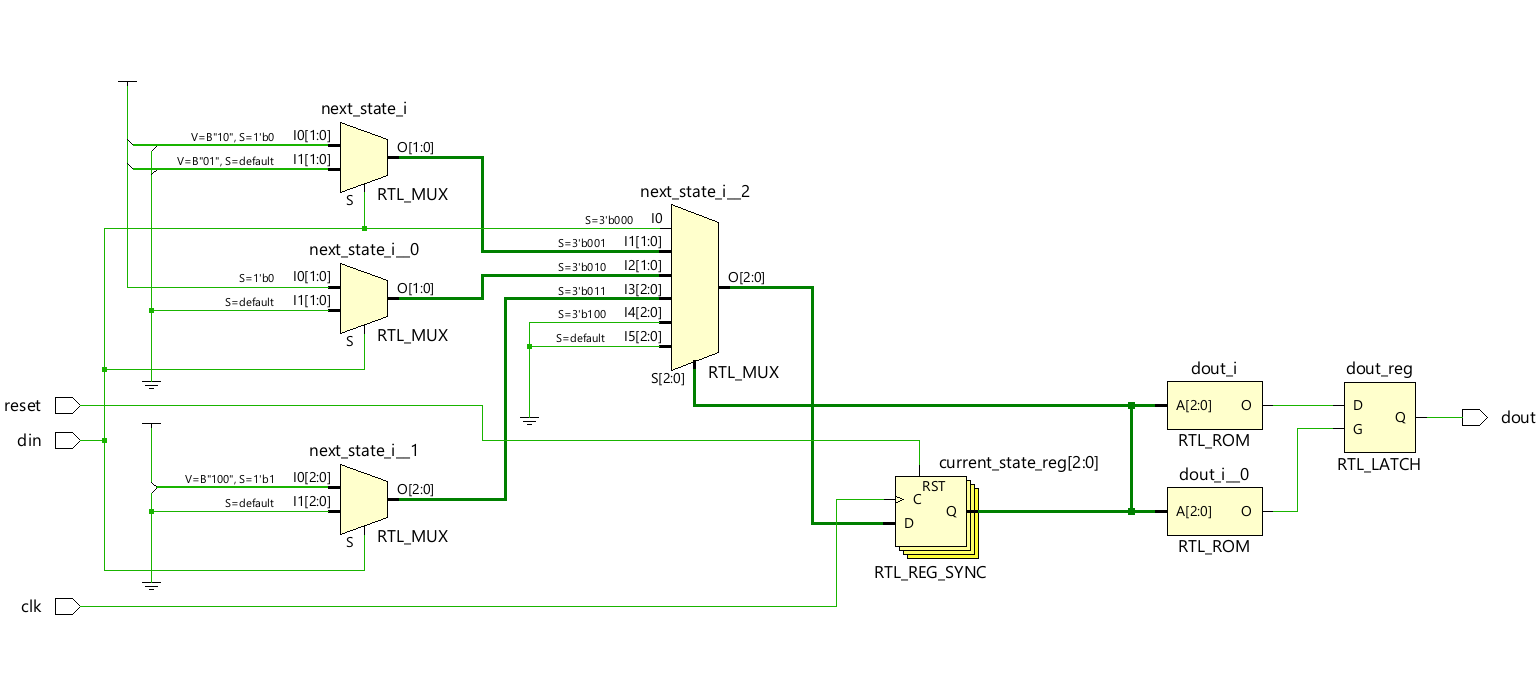 next_state_i
V=B"10", S=1'b0 I0[1:0]
V=B"01", S=default I1[1:0]
O[1:0]
S
RTL_MUX
next_state_i__0
S=1'b0 I0[1:0]
S=default I1[1:0]
O[1:0]
S
RTL_MUX
next_state_i__2
S=3'b000 I0
S=3'b001 I1[1:0]
S=3'b010 I2[1:0]
S=3'b011 I3[2:0]
S=3'b100 I4[2:0]
S=default I5[2:0]
O[2:0]
S[2:0]
RTL_MUX
reset
din
next_state_i__1
V=B"100", S=1'b1 I0[2:0]
S=default I1[2:0]
O[2:0]
S
RTL_MUX
clk
current_state_reg[2:0]
RST
C
D
Q
RTL_REG_SYNC
dout_i
A[2:0] O
RTL_ROM
dout_i__0
A[2:0] O
RTL_ROM
dout_reg
D
G
Q
RTL_LATCH
dout